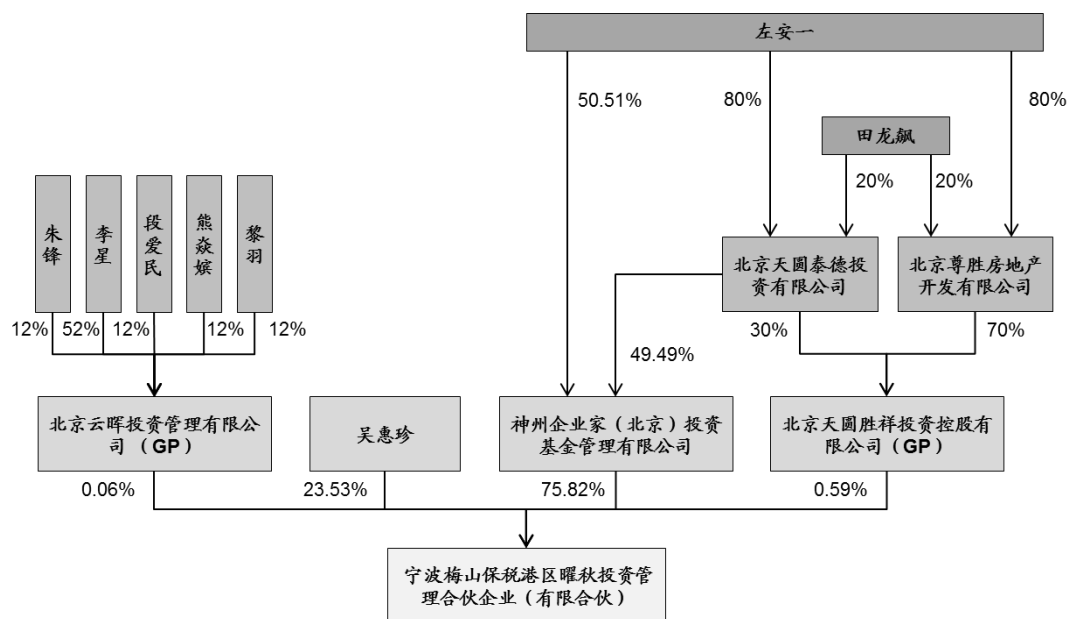 左安一
50.51%
80%
80%
田龙飙
20%
20%
朱锋
李星
段爱民
熊焱嫔
黎羽
北京天圆泰德投
资有限公司
北京尊胜房地产
开发有限公司
12%
52%
12%
12%
12%
49.49%
30%
70%
北京云晖投资管理有限公
司（GP）
吴惠珍
神州企业家（北京）投资
基金管理有限公司
北京天圆胜祥投资控股有
限公司（GP）
0.06%
23.53%
75.82%
0.59%
宁波梅山保税港区曜秋投资管
理合伙企业（有限合伙）